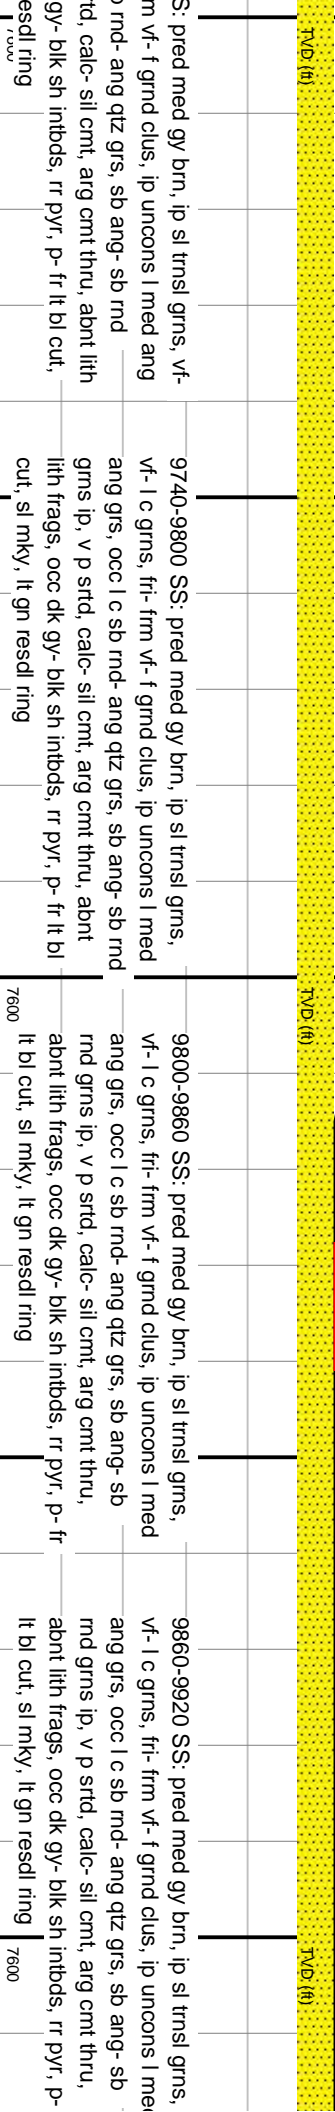 TVD (ft)
S: pred med gy brn, ip sl trnsl grns, vf-
m vf- f grnd clus, ip uncons l med ang
rnd- ang qtz grs, sb ang- sb rnd
td, calc- sil cmt, arg cmt thru, abnt lith
gy- blk sh intbds, rr pyr, p- fr lt bl cut,
esdl ring
9740-9800 SS: pred med gy brn, ip sl trnsl grns,
vf- l c grns, fri- frm vf- f grnd clus, ip uncons l med
ang grs, occ l c sb rnd- ang qtz grs, sb ang- sb rnd
grns ip, v p srtd, calc- sil cmt, arg cmt thru, abnt
lith frags, occ dk gy- blk sh intbds, rr pyr, p- fr lt bl
cut, sl mky, lt gn resdl ring
TVD (ft)
7600
9800-9860 SS: pred med gy brn, ip sl trnsl grns,
vf- l c grns, fri- frm vf- f grnd clus, ip uncons l med
ang grs, occ l c sb rnd- ang qtz grs, sb ang- sb
rnd grns ip, v p srtd, calc- sil cmt, arg cmt thru,
abnt lith frags, occ dk gy- blk sh intbds, rr pyr, p- fr
lt bl cut, sl mky, lt gn resdl ring
9860-9920 SS: pred med gy brn, ip sl trnsl grns,
vf- l c grns, fri- frm vf- f grnd clus, ip uncons l med
ang grs, occ l c sb rnd- ang qtz grs, sb ang- sb
rnd grns ip, v p srtd, calc- sil cmt, arg cmt thru,
abnt lith frags, occ dk gy- blk sh intbds, rr pyr, p-
lt bl cut, sl mky, lt gn resdl ring
TVD (ft)
7600